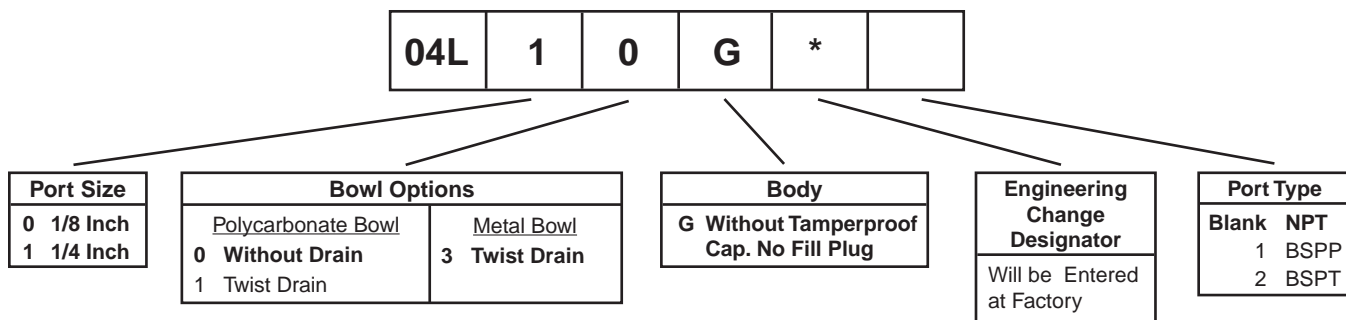 04L 1 0 G *
Port Size
0 1/8 Inch
1 1/4 Inch
Bowl Options
Polycarbonate Bowl
0 Without Drain
1 Twist Drain
Metal Bowl
3 Twist Drain
Body
G Without Tamperproof
Cap. No Fill Plug
Engineering
Change
Designator
Will be Entered
at Factory
Port Type
Blank NPT
1 BSPP
2 BSPT